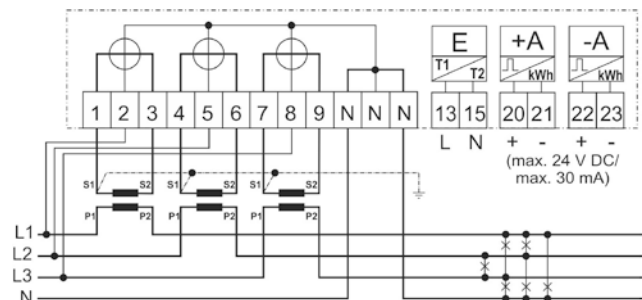 E +A -A
T1 T2 kWh kWh
1 2 3 4 5 6 7 8 9 N N N 13 15 20 21 22 23
L N + - + -
(max. 24 V DC/
max. 30 mA)
S1 S2 S1 S2 S1 S2
P1 P2 P1 P2 P1 P2
L1
L2
L3
N